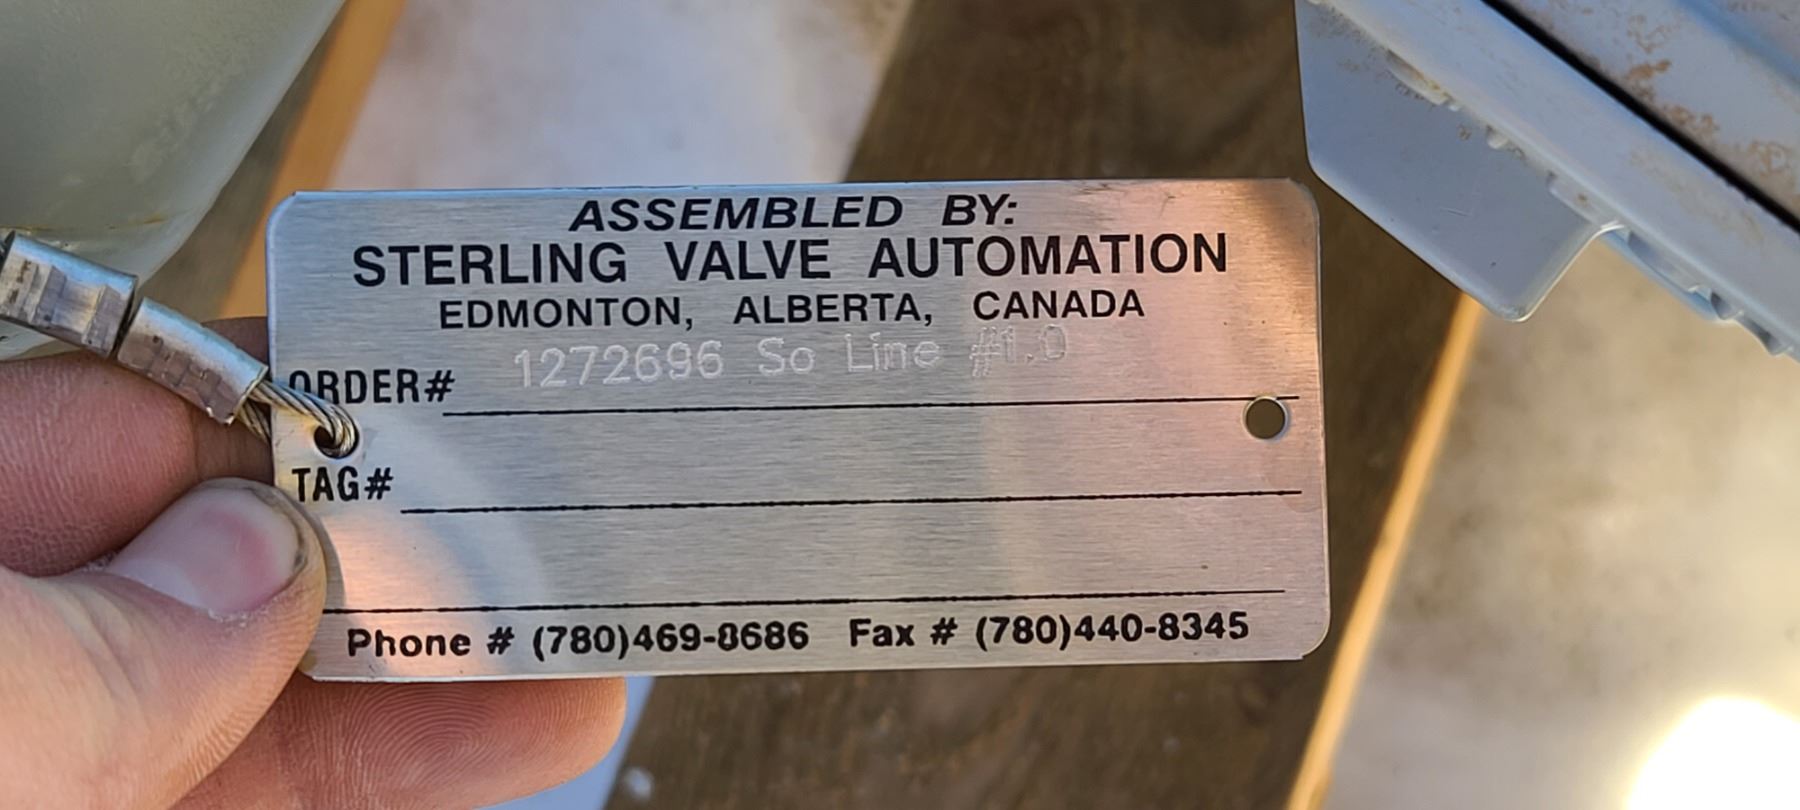 ASSEMBLED BY:
STERLING VALVE AUTOMATION
EDMONTON, ALBERTA, CANADA
ORDER# 1272696 So Line #1.0
TAG#
Phone # (780)469-8686 Fax # (780)440-8345